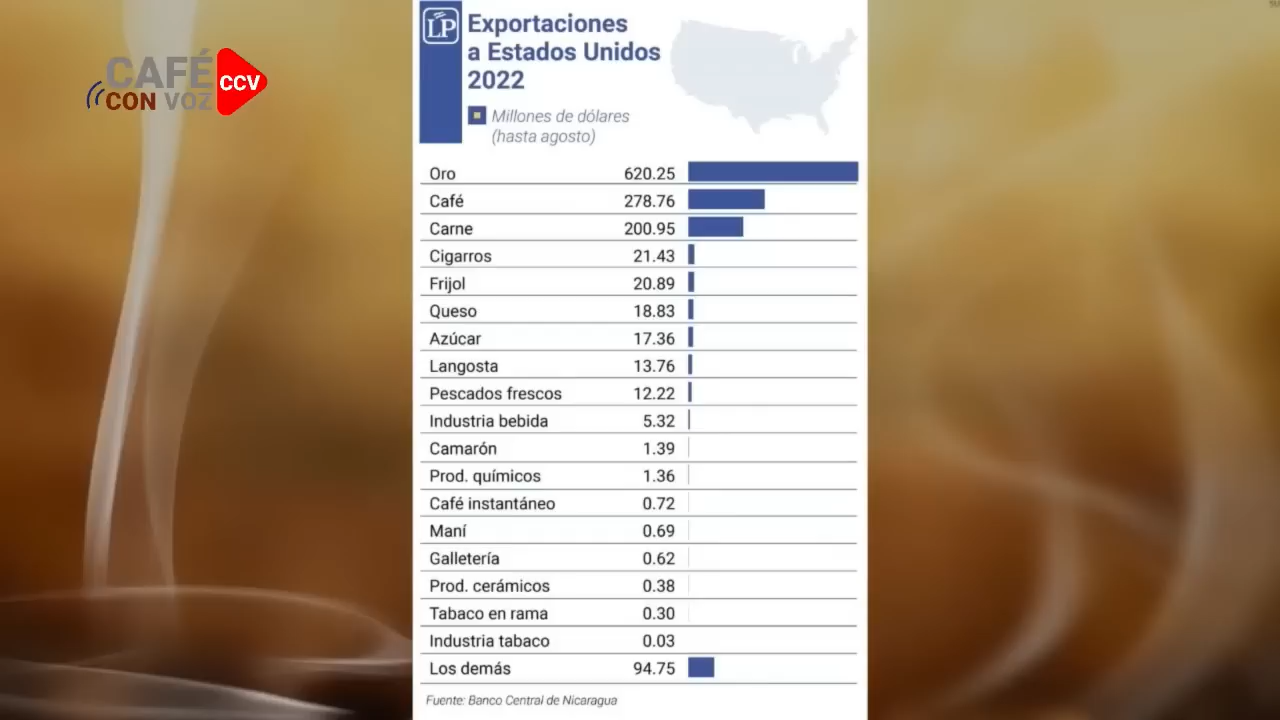 CAFÉ
CON VOZ
CCV
LP
Exportaciones
a Estados Unidos
2022
Millones de dólares
(hasta agosto)
Oro 620.25
Café 278.76
Carne 200.95
Cigarros 21.43
Frijol 20.89
Queso 18.83
Azúcar 17.36
Langosta 13.76
Pescados frescos 12.22
Industria bebida 5.32
Camarón 1.39
Prod. químicos 1.36
Café instantáneo 0.72
Maní 0.69
Galletería 0.62
Prod. cerámicos 0.38
Tabaco en rama 0.30
Industria tabaco 0.03
Los demás 94.75
Fuente: Banco Central de Nicaragua